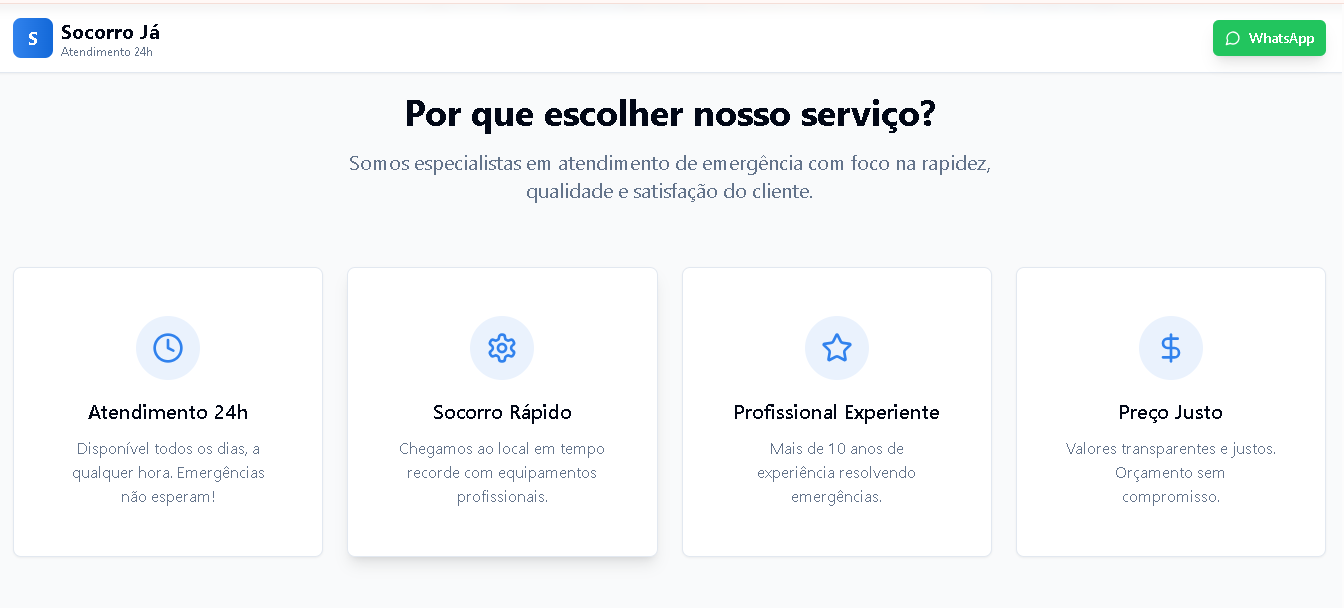 S
Socorro Já
Atendimento 24h
WhatsApp
Por que escolher nosso serviço?
Somos especialistas em atendimento de emergência com foco na rapidez,
qualidade e satisfação do cliente.
Atendimento 24h
Disponível todos os dias, a
qualquer hora. Emergências
não esperam!
Socorro Rápido
Chegamos ao local em tempo
recorde com equipamentos
profissionais.
Profissional Experiente
Mais de 10 anos de
experiência resolvendo
emergências.
Preço Justo
Valores transparentes e justos.
Orçamento sem
compromisso.